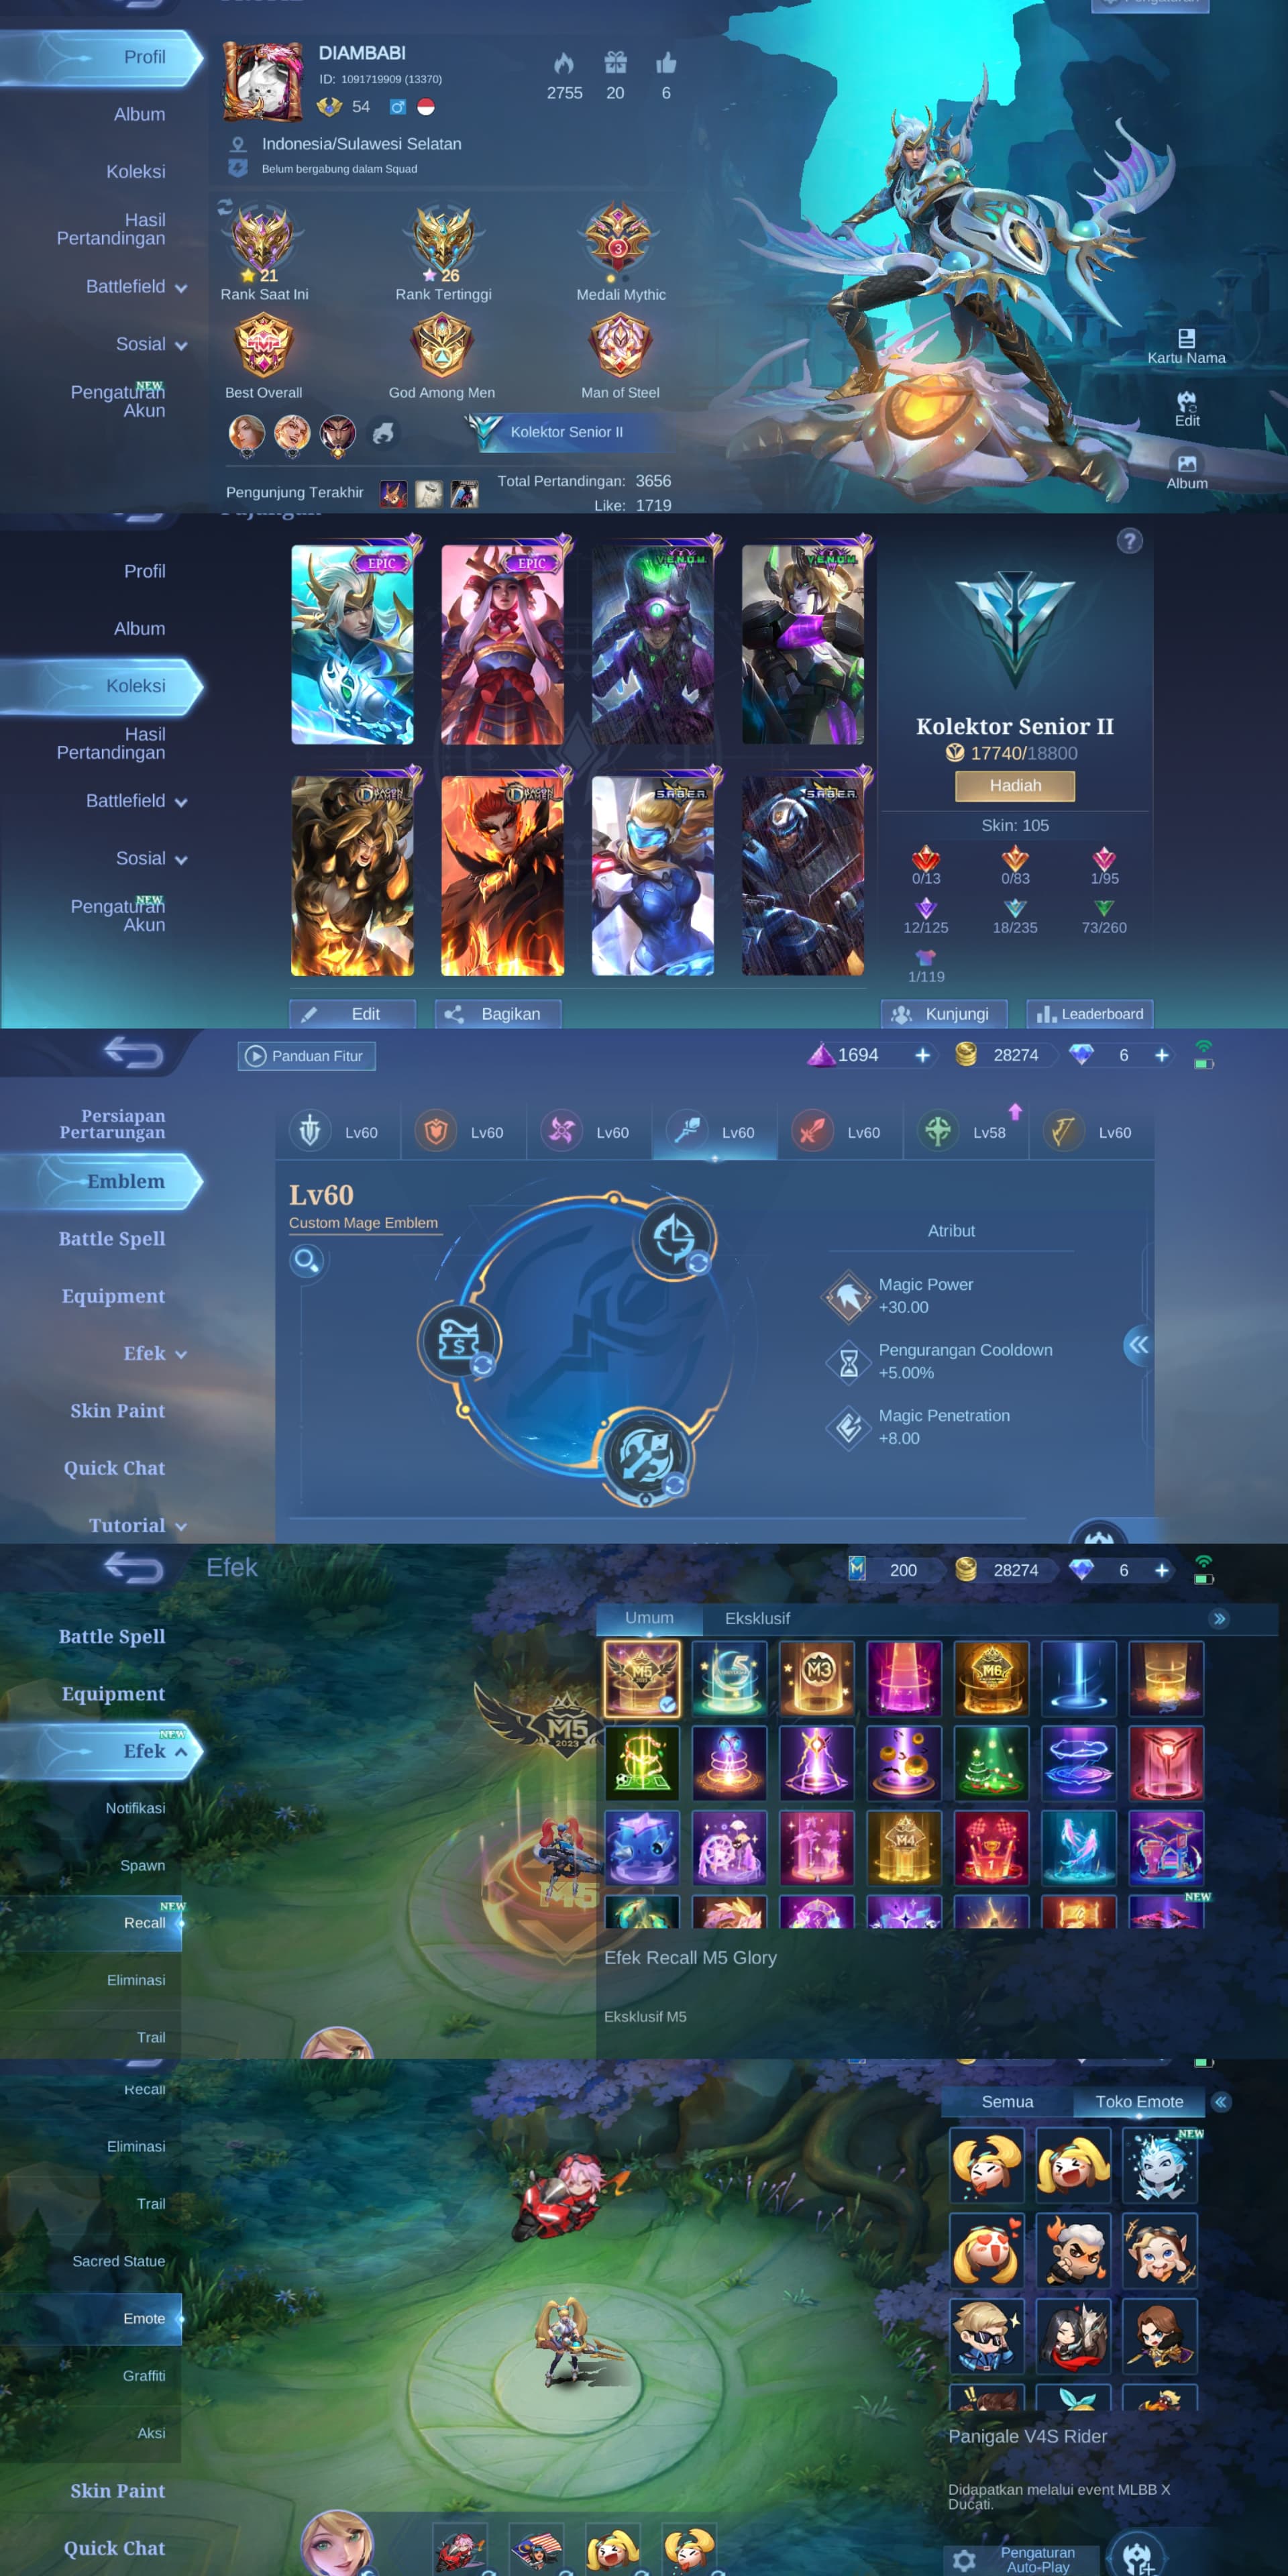 Profil
Album
Koleksi
Hasil
Pertandingan
Battlefield
Sosial
NEW
Pengaturan
Akun
DIAMBABI
ID: 1091719909 (13370)
54
2755
20
6
Indonesia/Sulawesi Selatan
Belum bergabung dalam Squad
21
26
3
Rank Saat Ini
Rank Tertinggi
Medali Mythic
Best Overall
God Among Men
Man of Steel
Kolektor Senior II
Pengunjung Terakhir
Total Pertandingan: 3656
Like: 1719
Kartu Nama
Edit
Album
Profil
Album
Koleksi
Hasil
Pertandingan
Battlefield
Sosial
NEW
Pengaturan
Akun
EPIC
EPIC
VENOM
VENOM
DRAGON TAMER
DRAGON TAMER
S.A.B.E.R.
S.A.B.E.R.
?
Kolektor Senior II
17740/18800
Hadiah
Skin: 105
0/13
0/83
1/95
12/125
18/235
73/260
1/119
Edit
Bagikan
Kunjungi
Leaderboard
Panduan Fitur
1694
28274
6
Persiapan
Pertarungan
Emblem
Battle Spell
Equipment
Efek
Skin Paint
Quick Chat
Tutorial
Lv60
Lv60
Lv60
Lv60
Lv60
Lv58
Lv60
Lv60
Custom Mage Emblem
Atribut
Magic Power
+30.00
Pengurangan Cooldown
+5.00%
Magic Penetration
+8.00
Efek
200
28274
6
Battle Spell
Equipment
NEW
Efek
Notifikasi
Spawn
NEW
Recall
Eliminasi
Trail
Umum
Eksklusif
M5
2023
M5
M5
5
M3
M6
M4
1
NEW
Efek Recall M5 Glory
Eksklusif M5
Recall
Eliminasi
Trail
Sacred Statue
Emote
Graffiti
Aksi
Skin Paint
Quick Chat
Semua
Toko Emote
NEW
Panigale V4S Rider
Didapatkan melalui event MLBB X
Ducati.
Pengaturan
Auto-Play